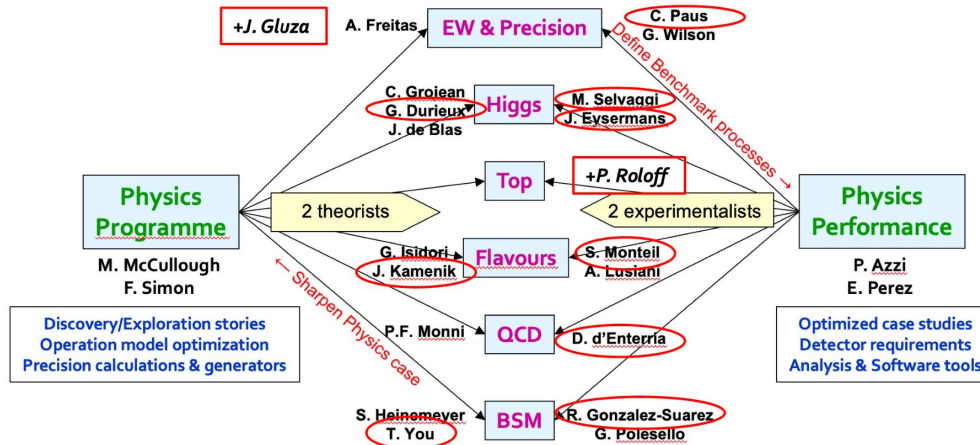 +J. Gluza
A. Freitas
EW & Precision
C. Paus
G. Wilson
Define Benchmark processes →
C. Grojean
G. Durieux
J. de Blas
Higgs
M. Selvaggi
J. Eysermans
Top
+P. Roloff
Physics
Programme
2 theorists
2 experimentalists
Physics
Performance
G. Isidori
J. Kamenik
Flavours
S. Monteil
A. Lusiani
M. McCullough
F. Simon
P. Azzi
E. Perez
← Sharpen Physics case
Discovery/Exploration stories
Operation model optimization
Precision calculations & generators
P.F. Monni
QCD
D. d'Enterria
Optimized case studies
Detector requirements
Analysis & Software tools
S. Heinemeyer
T. You
BSM
R. Gonzalez-Suarez
G. Polesello